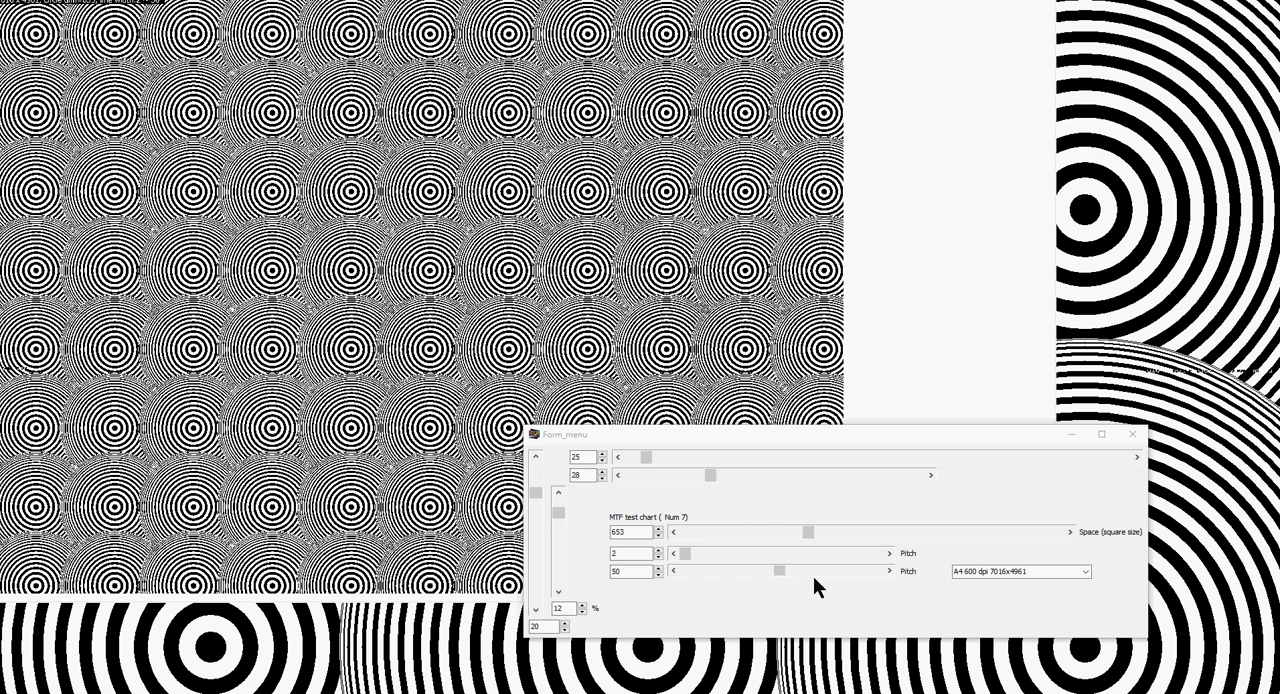 Form_menu
25
28
MTF test chart ( Num 7)
653
Space (square size)
2
Pitch
50
Pitch
A4 600 dpi 7016x4961
12
%
20